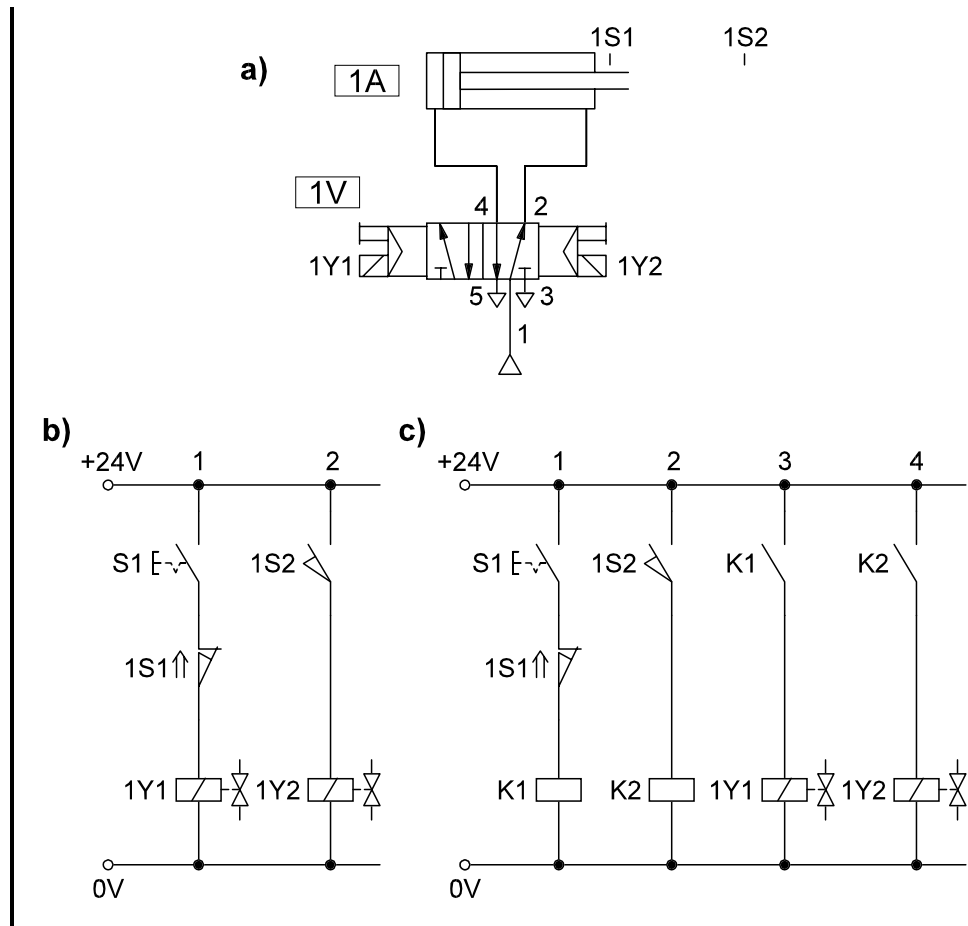 a)
1S1 1S2
1A
1V
4 2
1Y1 1Y2
5 3
1
b) c)
+24V 1 2 +24V 1 2 3 4
S1 1S2 S1 1S2 K1 K2
1S1 1S1
1Y1 1Y2 K1 K2 1Y1 1Y2
0V 0V